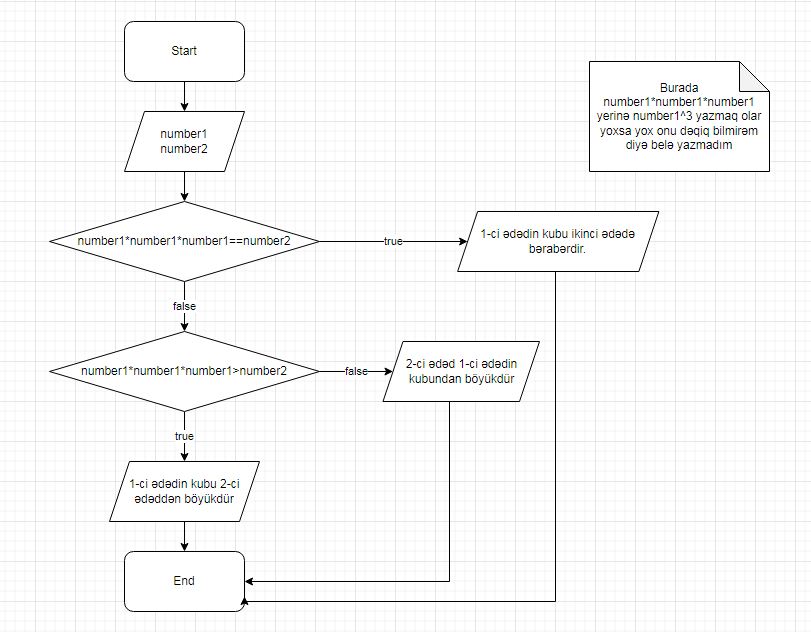 Start
Burada
number1*number1*number1
yerinə number1^3 yazmaq olar
yoxsa yox onu dəqiq bilmirəm
diyə belə yazmadım
number1
number2
number1*number1*number1==number2
true
1-ci ədədin kubu ikinci ədədə
bərabərdir.
false
number1*number1*number1>number2
false
2-ci ədəd 1-ci ədədin
kubundan böyükdür
true
1-ci ədədin kubu 2-ci
ədəddən böyükdür
End